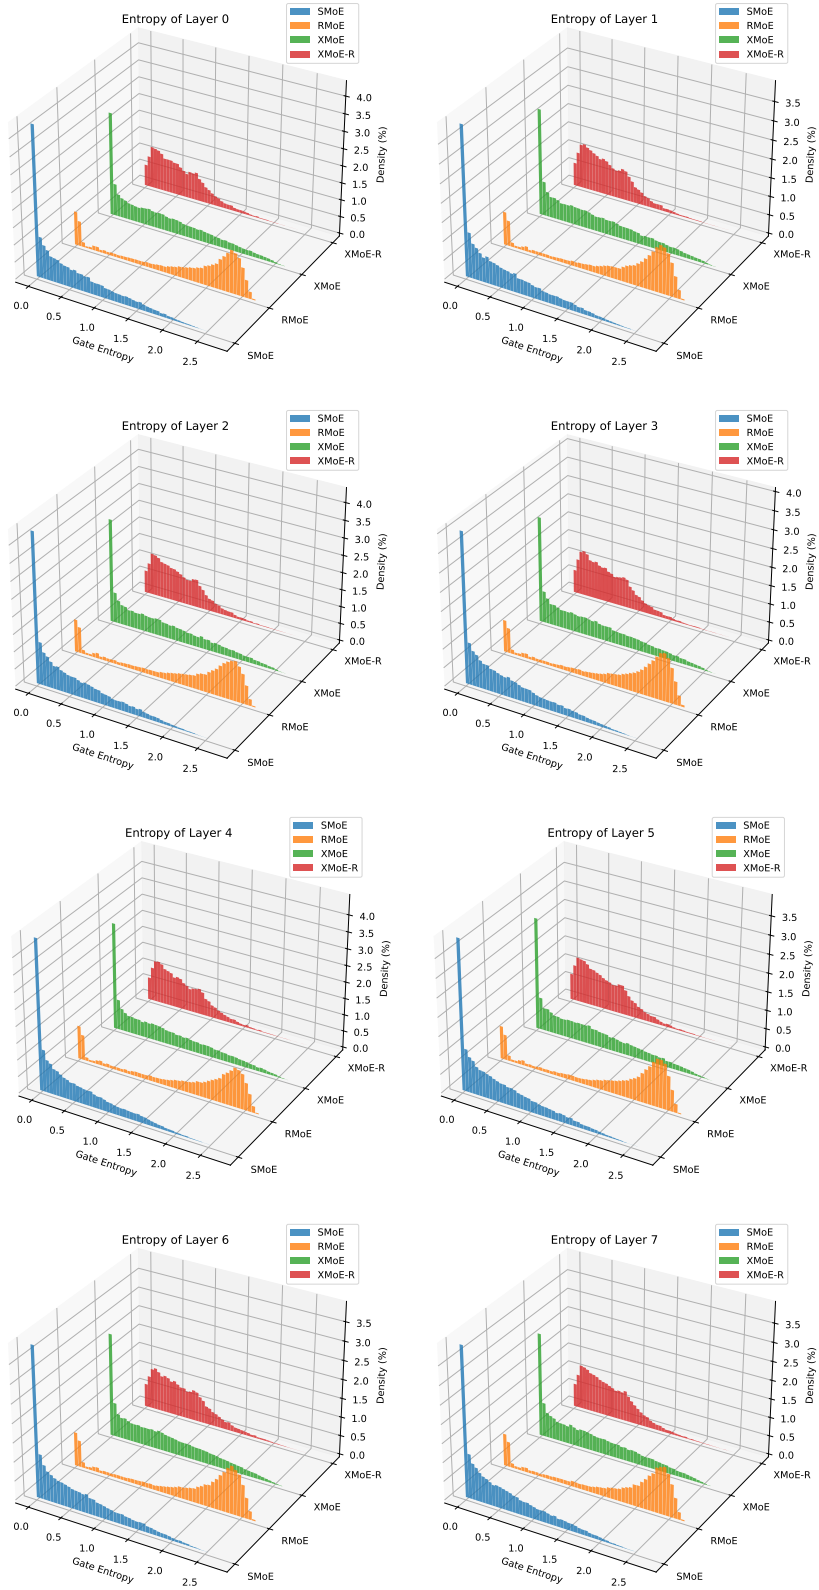 Entropy of Layer 0
SMoE
RMoE
XMoE
XMoE-R
4.0
3.5
3.0
2.5
2.0
1.5
1.0
0.5
0.0
Density (%)
XMoE-R
XMoE
RMoE
SMoE
0.0
0.5
1.0
1.5
2.0
2.5
Gate Entropy
Entropy of Layer 1
SMoE
RMoE
XMoE
XMoE-R
3.5
3.0
2.5
2.0
1.5
1.0
0.5
0.0
Density (%)
XMoE-R
XMoE
RMoE
SMoE
0.0
0.5
1.0
1.5
2.0
2.5
Gate Entropy
Entropy of Layer 2
SMoE
RMoE
XMoE
XMoE-R
4.0
3.5
3.0
2.5
2.0
1.5
1.0
0.5
0.0
Density (%)
XMoE-R
XMoE
RMoE
SMoE
0.0
0.5
1.0
1.5
2.0
2.5
Gate Entropy
Entropy of Layer 3
SMoE
RMoE
XMoE
XMoE-R
4.0
3.5
3.0
2.5
2.0
1.5
1.0
0.5
0.0
Density (%)
XMoE-R
XMoE
RMoE
SMoE
0.0
0.5
1.0
1.5
2.0
2.5
Gate Entropy
Entropy of Layer 4
SMoE
RMoE
XMoE
XMoE-R
4.0
3.5
3.0
2.5
2.0
1.5
1.0
0.5
0.0
Density (%)
XMoE-R
XMoE
RMoE
SMoE
0.0
0.5
1.0
1.5
2.0
2.5
Gate Entropy
Entropy of Layer 5
SMoE
RMoE
XMoE
XMoE-R
3.5
3.0
2.5
2.0
1.5
1.0
0.5
0.0
Density (%)
XMoE-R
XMoE
RMoE
SMoE
0.0
0.5
1.0
1.5
2.0
2.5
Gate Entropy
Entropy of Layer 6
SMoE
RMoE
XMoE
XMoE-R
3.5
3.0
2.5
2.0
1.5
1.0
0.5
0.0
Density (%)
XMoE-R
XMoE
RMoE
SMoE
0.0
0.5
1.0
1.5
2.0
2.5
Gate Entropy
Entropy of Layer 7
SMoE
RMoE
XMoE
XMoE-R
3.5
3.0
2.5
2.0
1.5
1.0
0.5
0.0
Density (%)
XMoE-R
XMoE
RMoE
SMoE
0.0
0.5
1.0
1.5
2.0
2.5
Gate Entropy